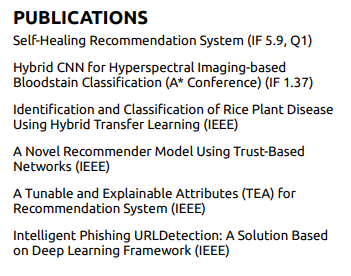 PUBLICATIONS
Self-Healing Recommendation System (IF 5.9, Q1)
Hybrid CNN for Hyperspectral Imaging-based
Bloodstain Classification (A* Conference) (IF 1.37)
Identification and Classification of Rice Plant Disease
Using Hybrid Transfer Learning (IEEE)
A Novel Recommender Model Using Trust-Based
Networks (IEEE)
A Tunable and Explainable Attributes (TEA) for
Recommendation System (IEEE)
Intelligent Phishing URLDetection: A Solution Based
on Deep Learning Framework (IEEE)